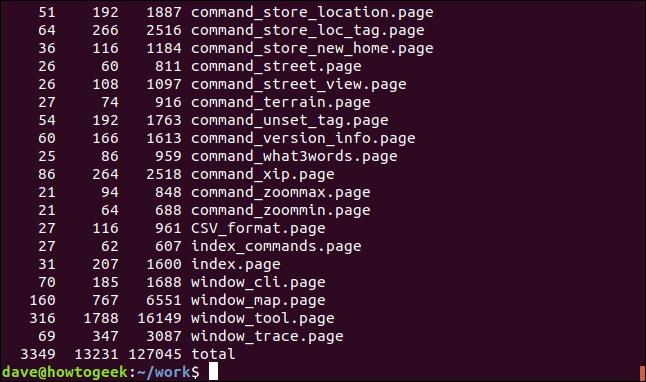 51 192 1887 command_store_location.page
64 266 2516 command_store_loc_tag.page
36 116 1184 command_store_new_home.page
26 60 811 command_street.page
26 108 1097 command_street_view.page
27 74 916 command_terrain.page
54 192 1763 command_unset_tag.page
60 166 1613 command_version_info.page
25 86 959 command_what3words.page
86 264 2518 command_xip.page
21 94 848 command_zoommax.page
21 64 688 command_zoommin.page
27 116 961 CSV_format.page
27 62 607 index_commands.page
31 207 1600 index.page
70 185 1688 window_cli.page
160 767 6551 window_map.page
316 1788 16149 window_tool.page
69 347 3087 window_trace.page
3349 13231 127045 total
dave@howtogeek:~/work$